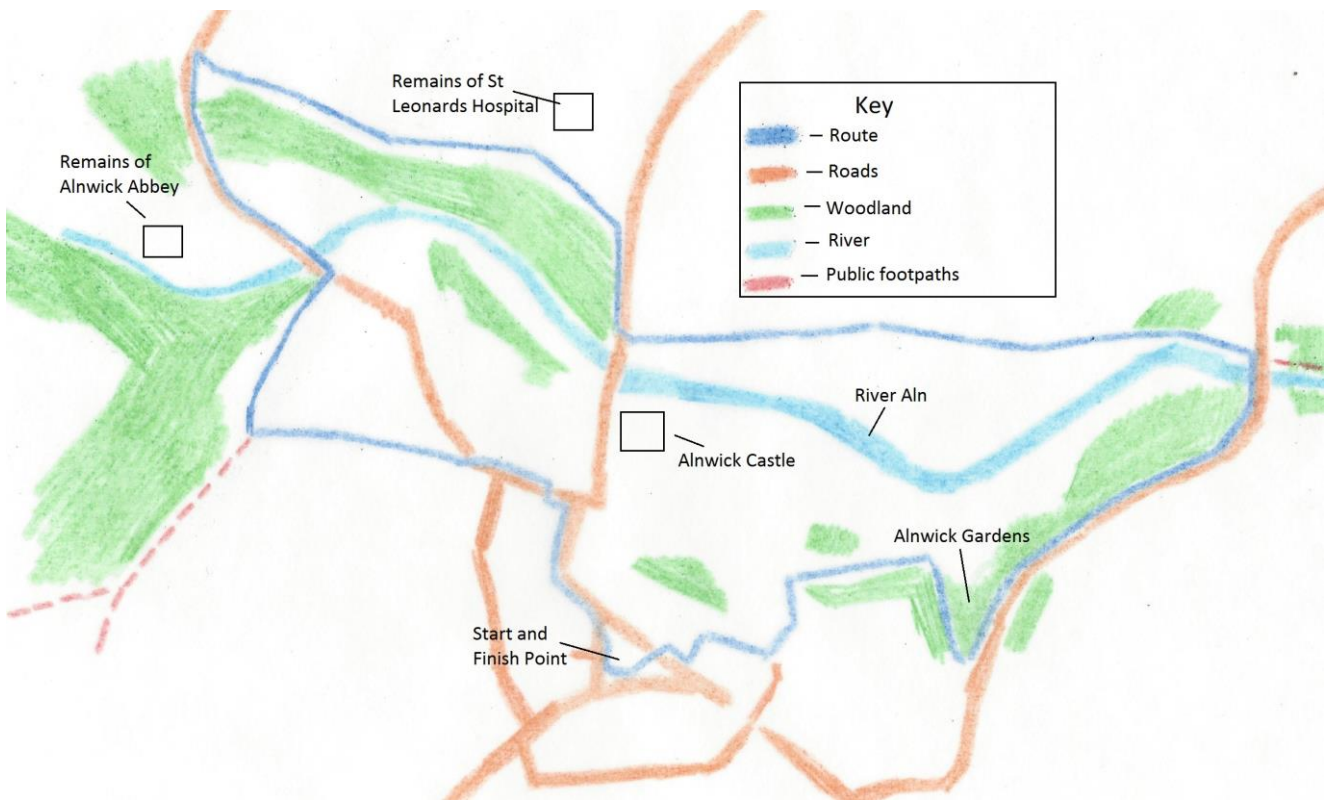 Remains of St
Leonards Hospital
Remains of
Alnwick Abbey
Key
— Route
— Roads
— Woodland
— River
— Public footpaths
River Aln
Alnwick Castle
Alnwick Gardens
Start and
Finish Point